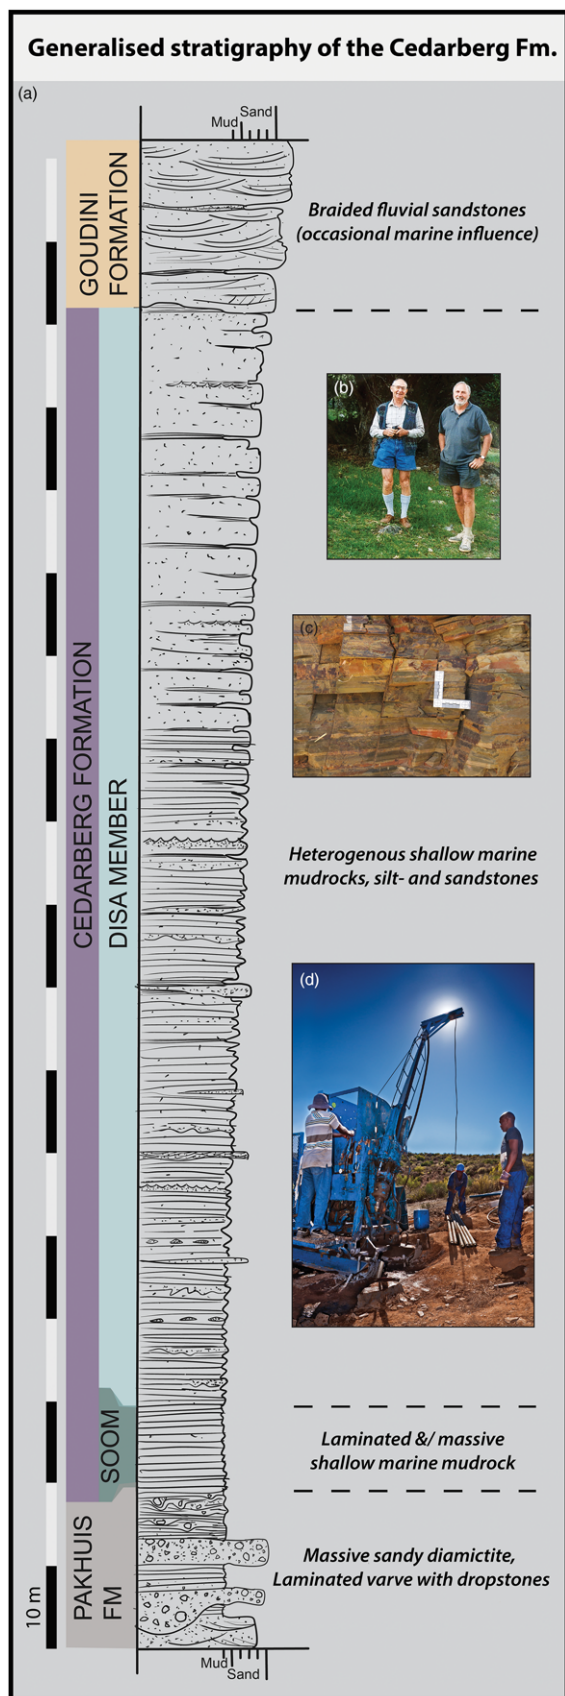 Generalised stratigraphy of the Cedarberg Fm.
(a)
Sand
Mud
GOUDINI
FORMATION
Braided fluvial sandstones
(occasional marine influence)
(b)
(c)
CEDARBERG FORMATION
DISA MEMBER
Heterogenous shallow marine
mudrocks, silt- and sandstones
(d)
SOOM
Laminated &/ massive
shallow marine mudrock
PAKHUIS
FM
Massive sandy diamictite,
Laminated varve with dropstones
10 m
Mud
Sand